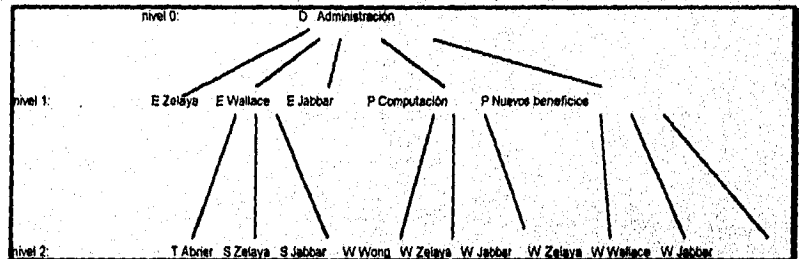 nivel 0: D Administración
nivel 1: E Zelaya E Wallace E Jabbar P Computación P Nuevos beneficios
nivel 2: T Abrier S Zelaya S Jabbar W Wong W Zelaya W Jabbar W Zelaya W Wallace W Jabbar